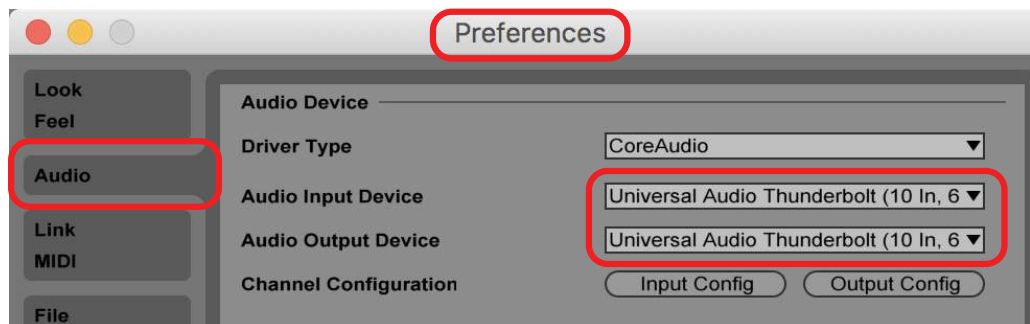 Preferences
Look
Feel
Audio
Link
MIDI
File
Audio Device
Driver Type CoreAudio
Audio Input Device Universal Audio Thunderbolt (10 In, 6
Audio Output Device Universal Audio Thunderbolt (10 In, 6
Channel Configuration Input Config Output Config